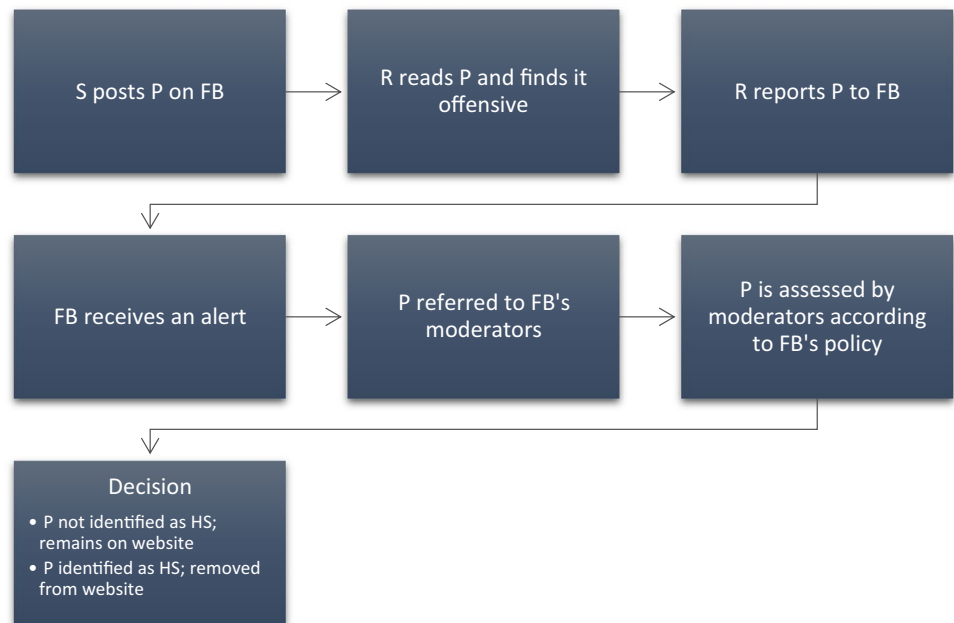 S posts P on FB
R reads P and finds it
offensive
R reports P to FB
FB receives an alert
P referred to FB's
moderators
P is assessed by
moderators according
to FB's policy
Decision
• P not identified as HS;
remains on website
• P identified as HS; removed
from website